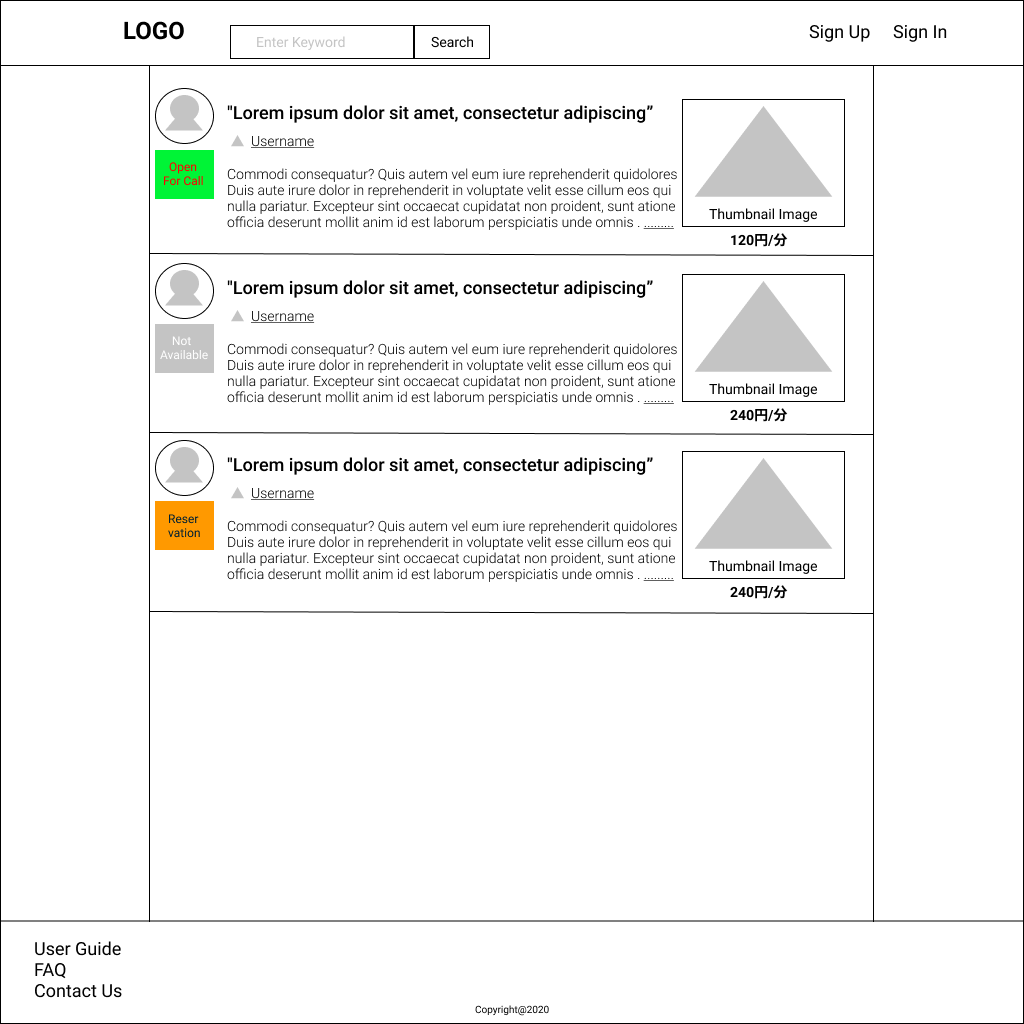 LOGO
Enter Keyword
Search
Sign Up
Sign In
"Lorem ipsum dolor sit amet, consectetur adipiscing”
Username
Open
For Call
Commodi consequatur? Quis autem vel eum iure reprehenderit quidolores
Duis aute irure dolor in reprehenderit in voluptate velit esse cillum eos qui
nulla pariatur. Excepteur sint occaecat cupidatat non proident, sunt atione
officia deserunt mollit anim id est laborum perspiciatis unde omnis . .........
Thumbnail Image
120円/分
"Lorem ipsum dolor sit amet, consectetur adipiscing”
Username
Not
Available
Commodi consequatur? Quis autem vel eum iure reprehenderit quidolores
Duis aute irure dolor in reprehenderit in voluptate velit esse cillum eos qui
nulla pariatur. Excepteur sint occaecat cupidatat non proident, sunt atione
officia deserunt mollit anim id est laborum perspiciatis unde omnis . .........
Thumbnail Image
240円/分
"Lorem ipsum dolor sit amet, consectetur adipiscing”
Username
Reser
vation
Commodi consequatur? Quis autem vel eum iure reprehenderit quidolores
Duis aute irure dolor in reprehenderit in voluptate velit esse cillum eos qui
nulla pariatur. Excepteur sint occaecat cupidatat non proident, sunt atione
officia deserunt mollit anim id est laborum perspiciatis unde omnis . .........
Thumbnail Image
240円/分
User Guide
FAQ
Contact Us
Copyright@2020